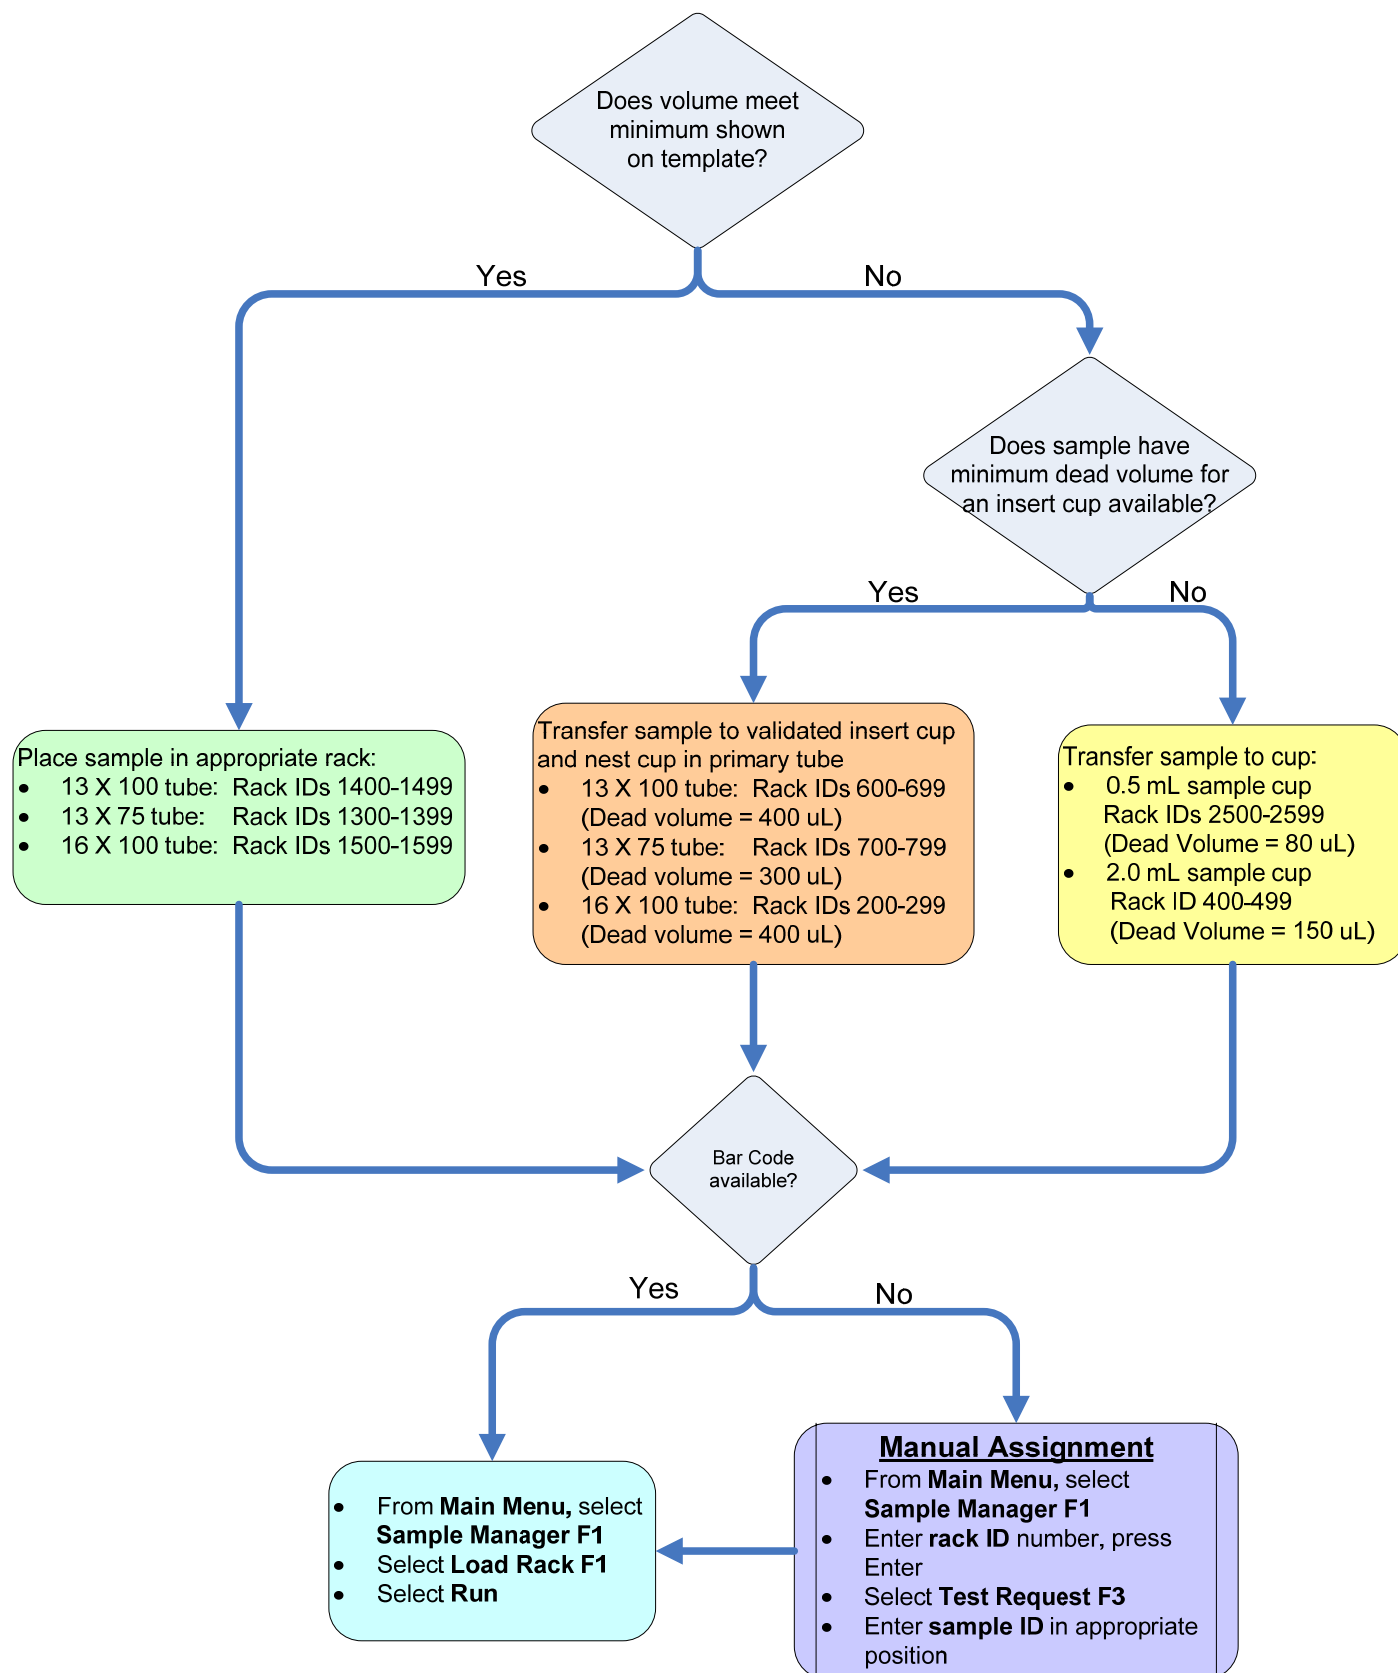 Does volume meet
minimum shown
on template?
Yes
No
Does sample have
minimum dead volume for
an insert cup available?
Yes
No
Place sample in appropriate rack:
• 13 X 100 tube: Rack IDs 1400-1499
• 13 X 75 tube: Rack IDs 1300-1399
• 16 X 100 tube: Rack IDs 1500-1599
Transfer sample to validated insert cup
and nest cup in primary tube
• 13 X 100 tube: Rack IDs 600-699
(Dead volume = 400 uL)
• 13 X 75 tube: Rack IDs 700-799
(Dead volume = 300 uL)
• 16 X 100 tube: Rack IDs 200-299
(Dead volume = 400 uL)
Transfer sample to cup:
• 0.5 mL sample cup
Rack IDs 2500-2599
(Dead Volume = 80 uL)
• 2.0 mL sample cup
Rack ID 400-499
(Dead Volume = 150 uL)
Bar Code
available?
Yes
No
• From Main Menu, select
Sample Manager F1
• Select Load Rack F1
• Select Run
Manual Assignment
• From Main Menu, select
Sample Manager F1
• Enter rack ID number, press
Enter
• Select Test Request F3
• Enter sample ID in appropriate
position